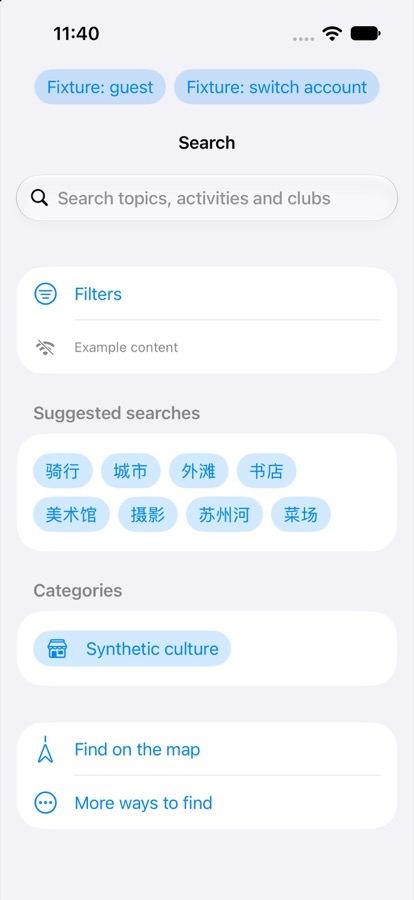 11:40
Fixture: guest
Fixture: switch account
Search
Search topics, activities and clubs
Filters
Example content
Suggested searches
骑行 城市 外滩 书店
美术馆 摄影 苏州河 菜场
Categories
Synthetic culture
Find on the map
More ways to find